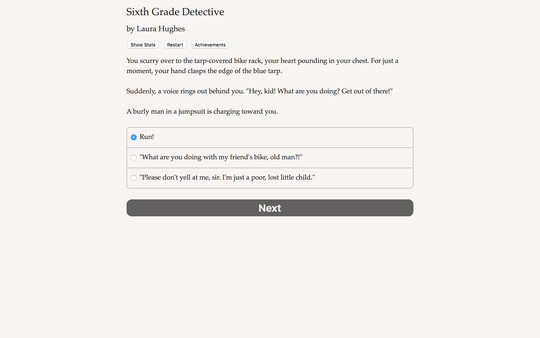 Sixth Grade Detective
by Laura Hughes
Show Stats Restart Achievements
You scurry over to the tarp-covered bike rack, your heart pounding in your chest. For just a
moment, your hand clasps the edge of the blue tarp.
Suddenly, a voice rings out behind you. "Hey, kid! What are you doing? Get out of there!"
A burly man in a jumpsuit is charging toward you.
Run!
"What are you doing with my friend's bike, old man?!"
"Please don't yell at me, sir. I'm just a poor, lost little child."
Next